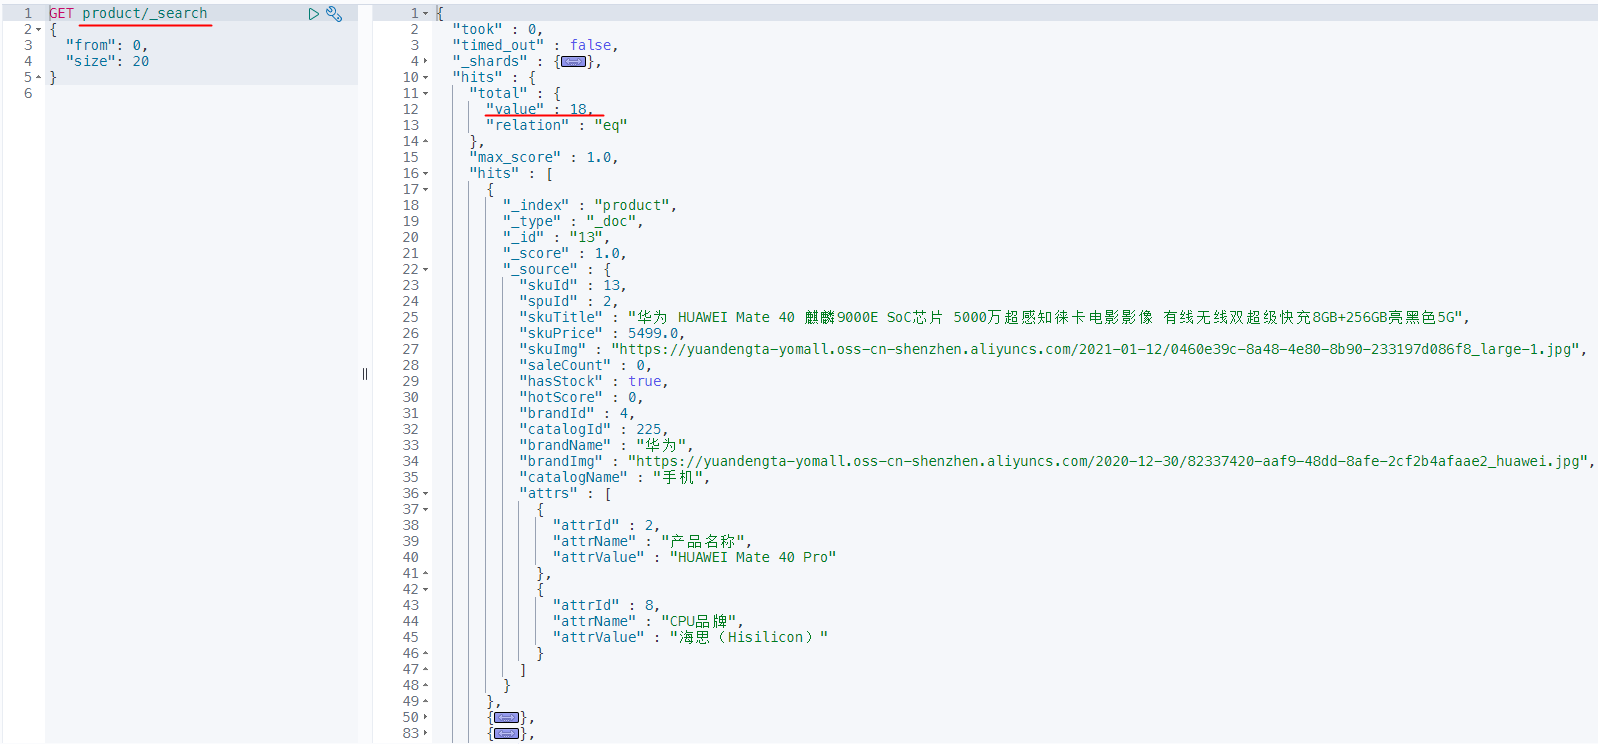 1 GET product/_search
2 {
3 "from": 0,
4 "size": 20
5 }
6
1 {
2 "took" : 0,
3 "timed_out" : false,
4 "_shards" : {},
10 "hits" : {
11 "total" : {
12 "value" : 18,
13 "relation" : "eq"
14 },
15 "max_score" : 1.0,
16 "hits" : [
17 {
18 "_index" : "product",
19 "_type" : "_doc",
20 "_id" : "13",
21 "_score" : 1.0,
22 "_source" : {
23 "skuId" : 13,
24 "spuId" : 2,
25 "skuTitle" : "华为 HUAWEI Mate 40 麒麟9000E SoC芯片 5000万超感知徕卡电影影像 有线无线双超级快充8GB+256GB亮黑色5G",
26 "skuPrice" : 5499.0,
27 "skuImg" : "https://yuandengta-yomall.oss-cn-shenzhen.aliyuncs.com/2021-01-12/0460e39c-8a48-4e80-8b90-233197d086f8_large-1.jpg",
28 "saleCount" : 0,
29 "hasStock" : true,
30 "hotScore" : 0,
31 "brandId" : 4,
32 "catalogId" : 225,
33 "brandName" : "华为",
34 "brandImg" : "https://yuandengta-yomall.oss-cn-shenzhen.aliyuncs.com/2020-12-30/82337420-aaf9-48dd-8afe-2cf2b4afaae2_huawei.jpg",
35 "catalogName" : "手机",
36 "attrs" : [
37 {
38 "attrId" : 2,
39 "attrName" : "产品名称",
40 "attrValue" : "HUAWEI Mate 40 Pro"
41 },
42 {
43 "attrId" : 8,
44 "attrName" : "CPU品牌",
45 "attrValue" : "海思（Hisilicon）"
46 }
47 ]
48 }
49 },
50 {},
83 {},